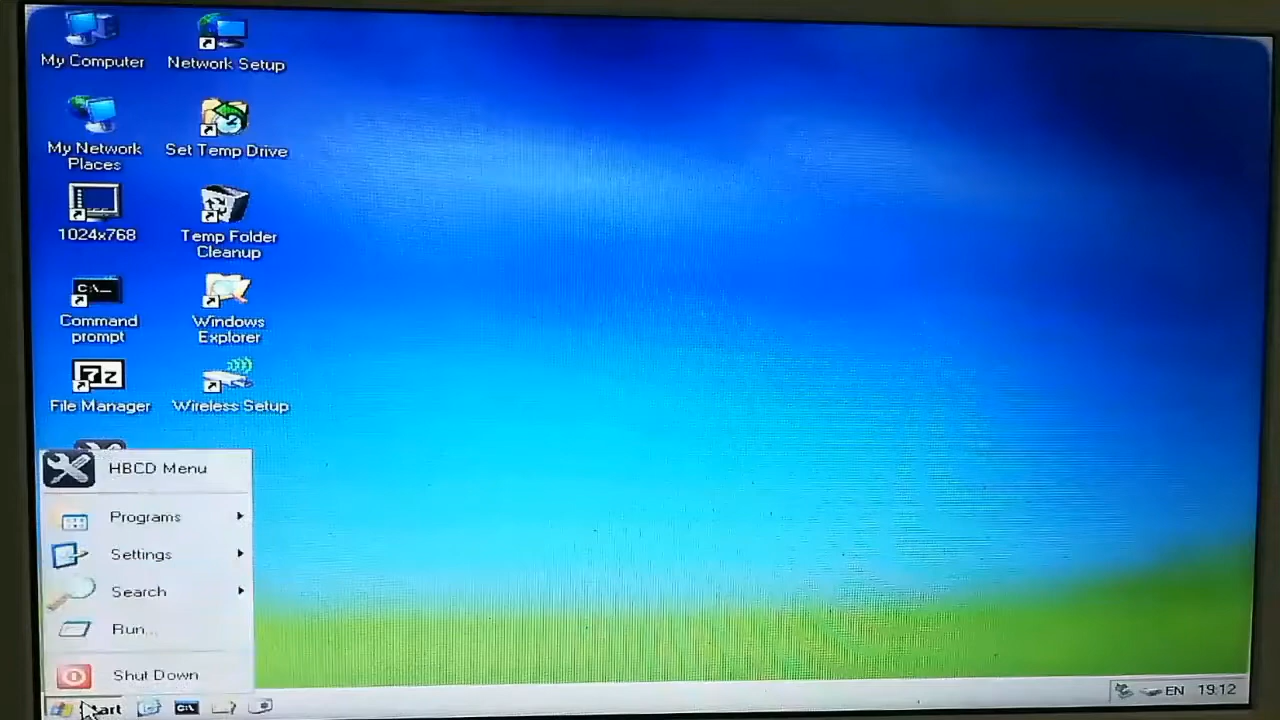 My Computer
Network Setup
My Network
Places
Set Temp Drive
1024x768
Temp Folder
Cleanup
C:\_
Command
prompt
Windows
Explorer
7z
File Manager
Wireless Setup
HBCD Menu
Programs
Settings
Search
Run...
Shut Down
C:\
EN 19:12